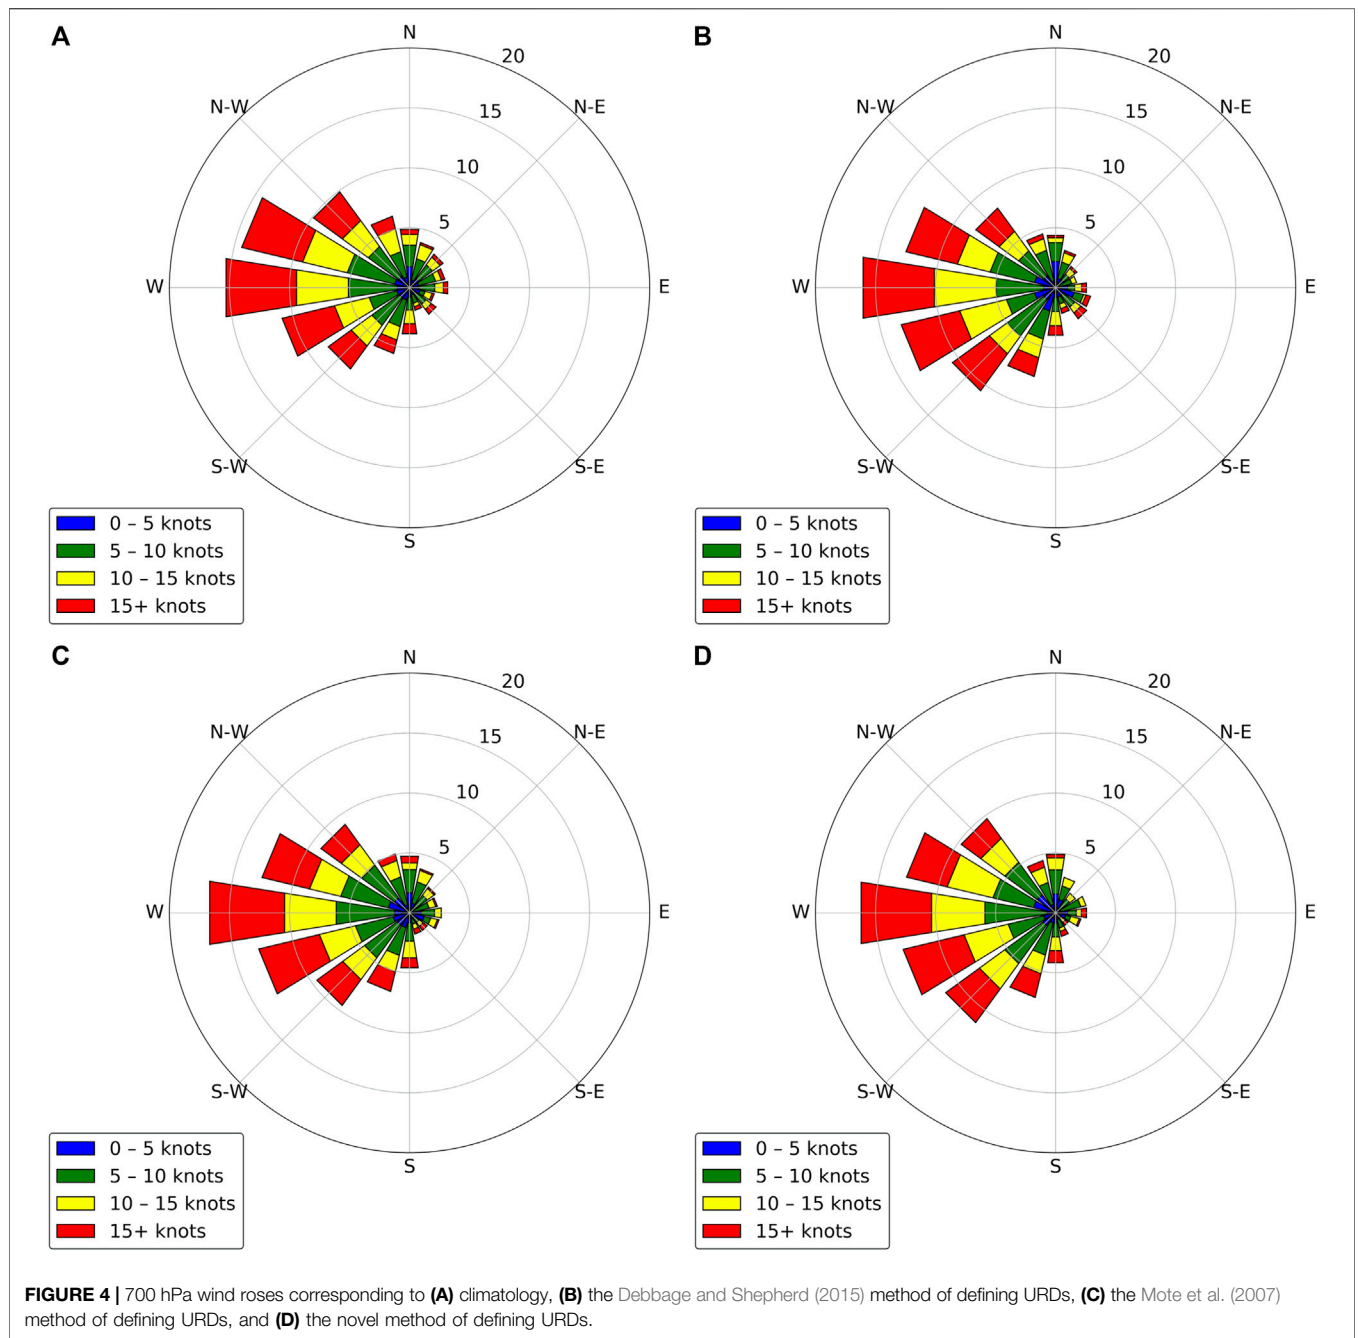 A
N
N-E
E
S-E
S
S-W
W
N-W
5
10
15
20
0 – 5 knots
5 – 10 knots
10 – 15 knots
15+ knots
B
N
N-E
E
S-E
S
S-W
W
N-W
5
10
15
20
0 – 5 knots
5 – 10 knots
10 – 15 knots
15+ knots
C
N
N-E
E
S-E
S
S-W
W
N-W
5
10
15
20
0 – 5 knots
5 – 10 knots
10 – 15 knots
15+ knots
D
N
N-E
E
S-E
S
S-W
W
N-W
5
10
15
20
0 – 5 knots
5 – 10 knots
10 – 15 knots
15+ knots
FIGURE 4 | 700 hPa wind roses corresponding to (A) climatology, (B) the Debbage and Shepherd (2015) method of defining URDs, (C) the Mote et al. (2007)
method of defining URDs, and (D) the novel method of defining URDs.